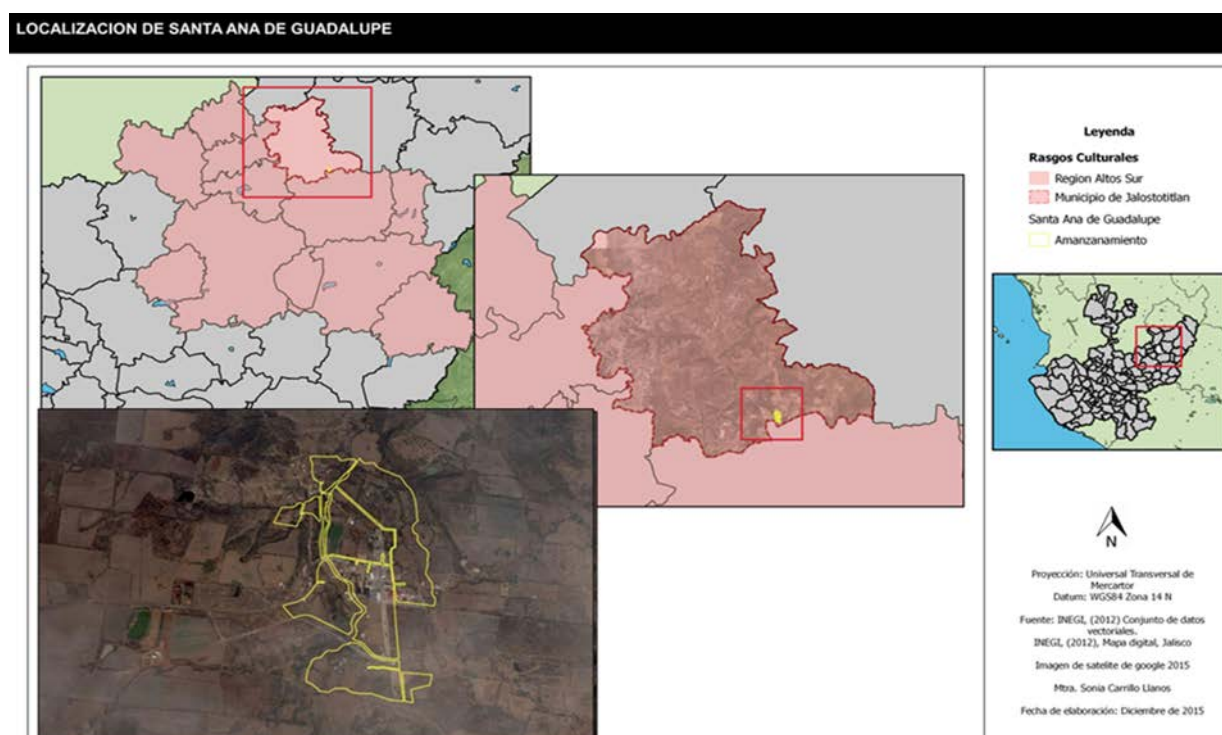 LOCALIZACION DE SANTA ANA DE GUADALUPE
Leyenda
Rasgos Culturales
Region Altos Sur
Municipio de Jalostotitlan
Santa Ana de Guadalupe
Amanzanamiento
N
Proyección: Universal Transversal de
Mercartor
Datum: WGS84 Zona 14 N
Fuente: INEGI, (2012) Conjunto de datos
vectoriales.
INEGI, (2012), Mapa digital, Jalisco
Imagen de satelite de google 2015
Mtra. Sonia Carrillo Llanos
Fecha de elaboración: Diciembre de 2015